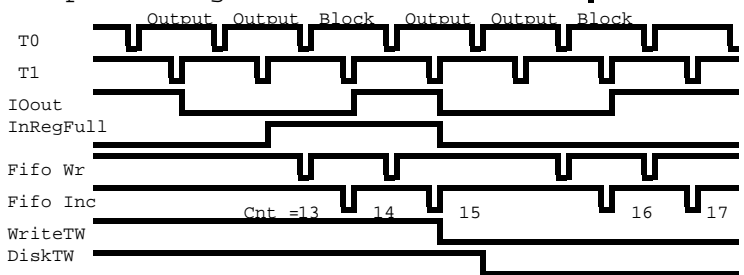 Output Output Block Output Output Block
T0
T1
IOout
InRegFull
Fifo Wr
Fifo Inc
Cnt =13 14 15 16 17
WriteTW
DiskTW